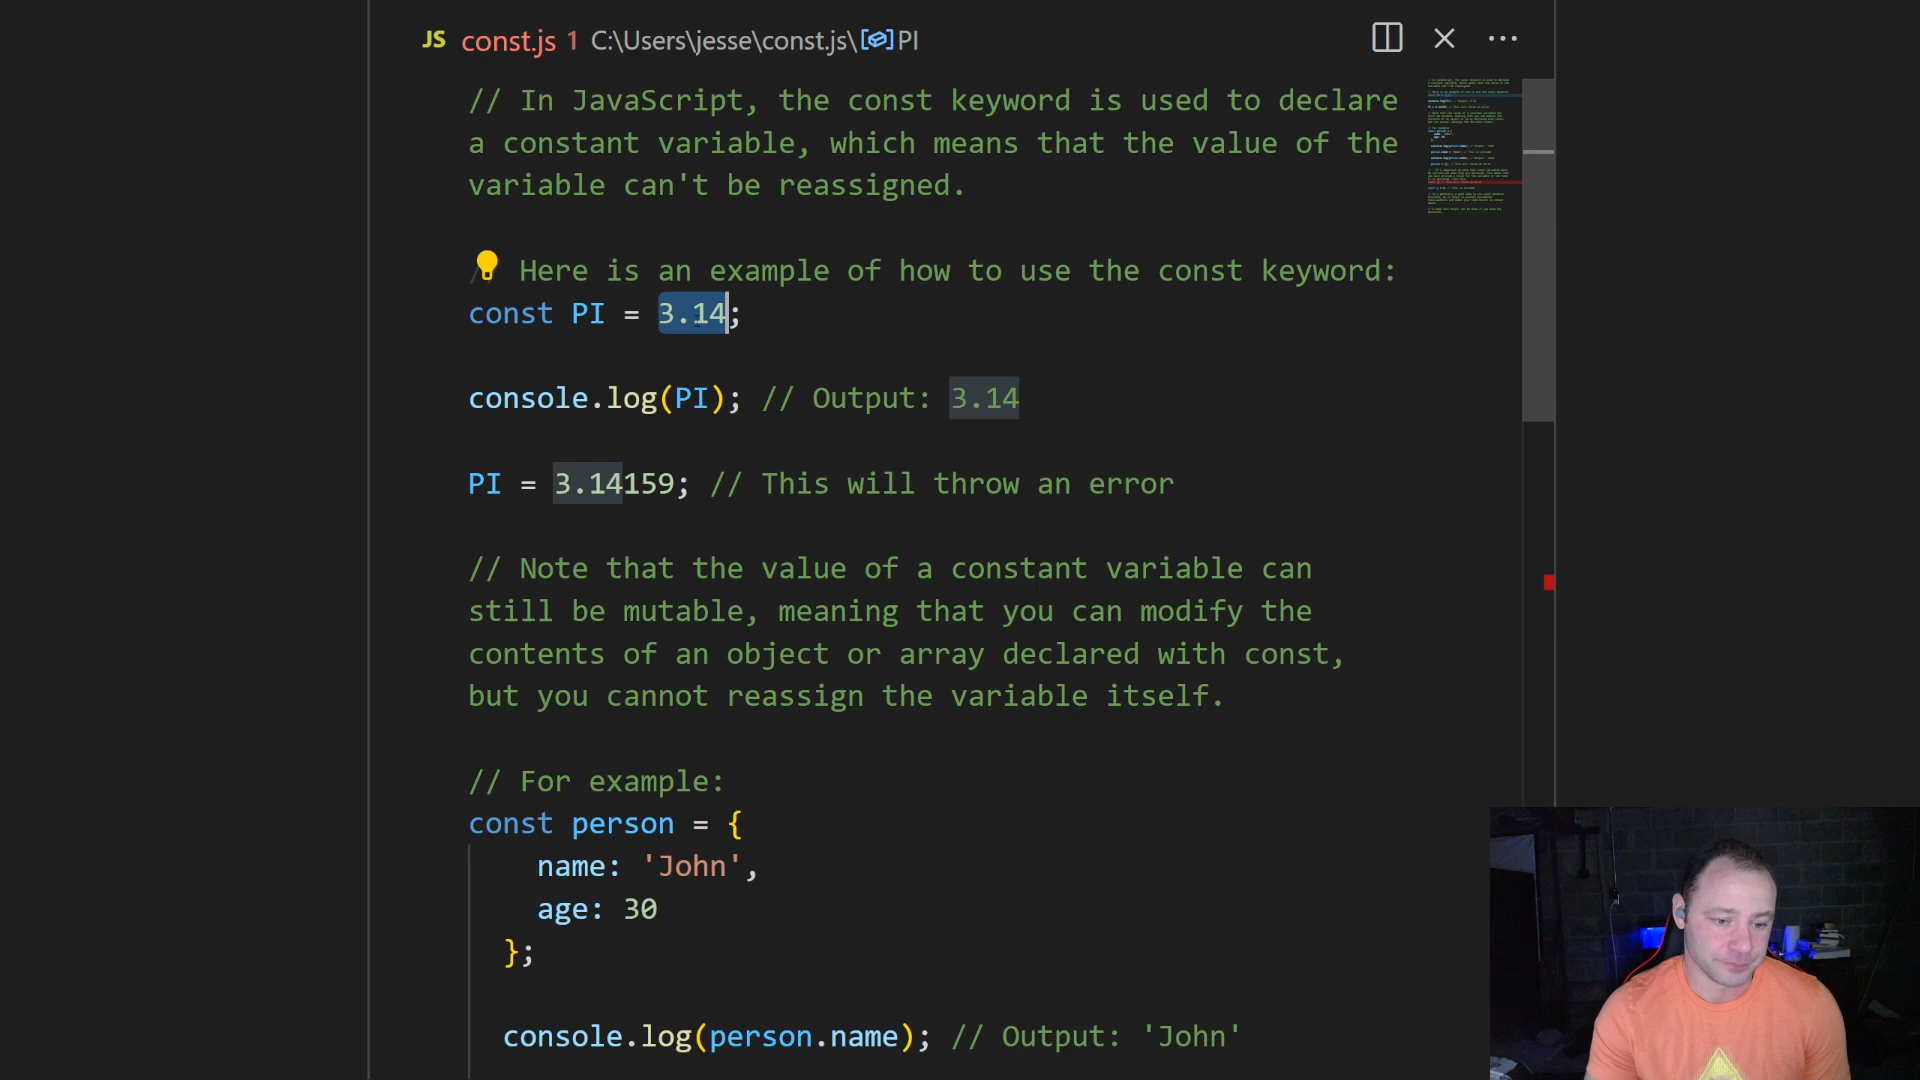 JS const.js 1 C:\Users\jesse\const.js\PI
// In JavaScript, the const keyword is used to declare
a constant variable, which means that the value of the
variable can't be reassigned.
Here is an example of how to use the const keyword:
const PI = 3.14;
console.log(PI); // Output: 3.14
PI = 3.14159; // This will throw an error
// Note that the value of a constant variable can
still be mutable, meaning that you can modify the
contents of an object or array declared with const,
but you cannot reassign the variable itself.
// For example:
const person = {
name: 'John',
age: 30
};
console.log(person.name); // Output: 'John'